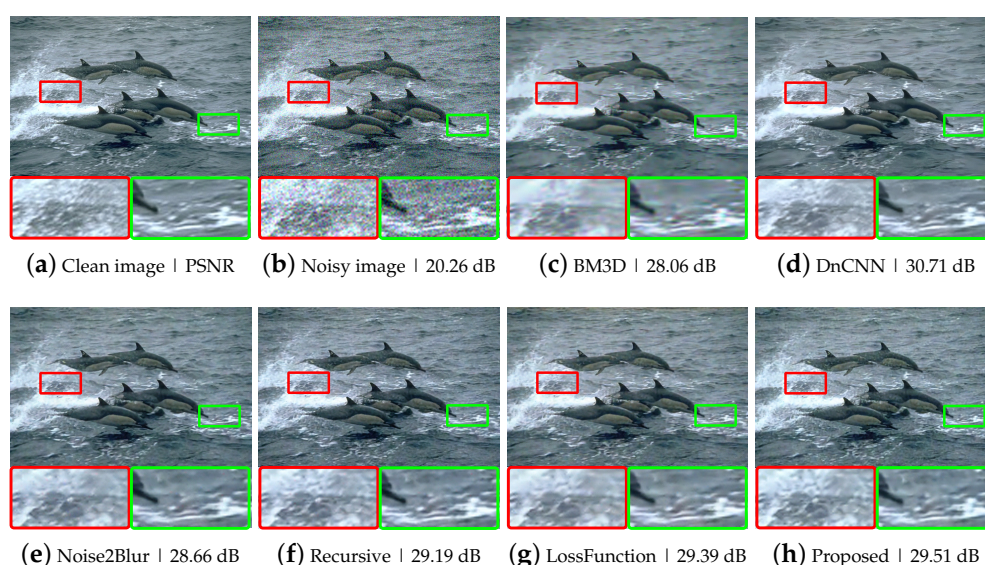 (a) Clean image | PSNR
(b) Noisy image | 20.26 dB
(c) BM3D | 28.06 dB
(d) DnCNN | 30.71 dB
(e) Noise2Blur | 28.66 dB
(f) Recursive | 29.19 dB
(g) LossFunction | 29.39 dB
(h) Proposed | 29.51 dB